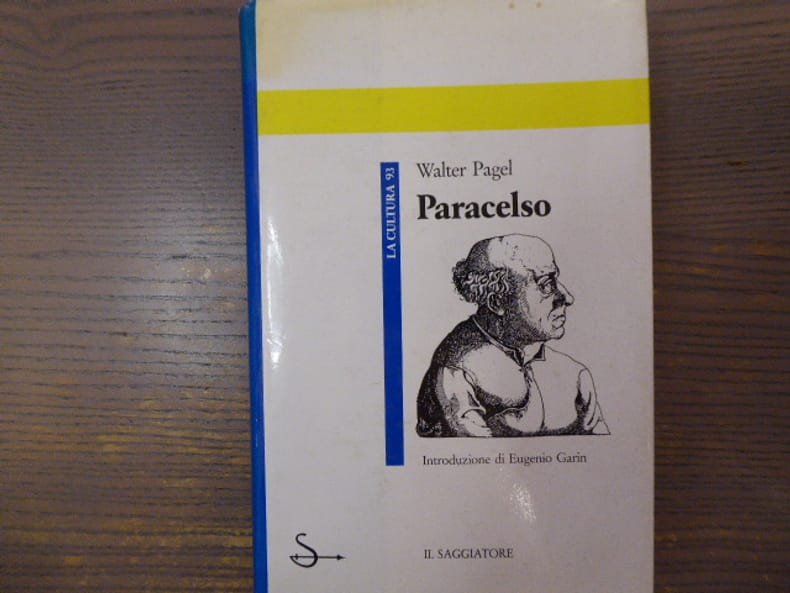 Walter Pagel
Paracelso
LA CULTURA 93
Introduzione di Eugenio Garin
IL SAGGIATORE